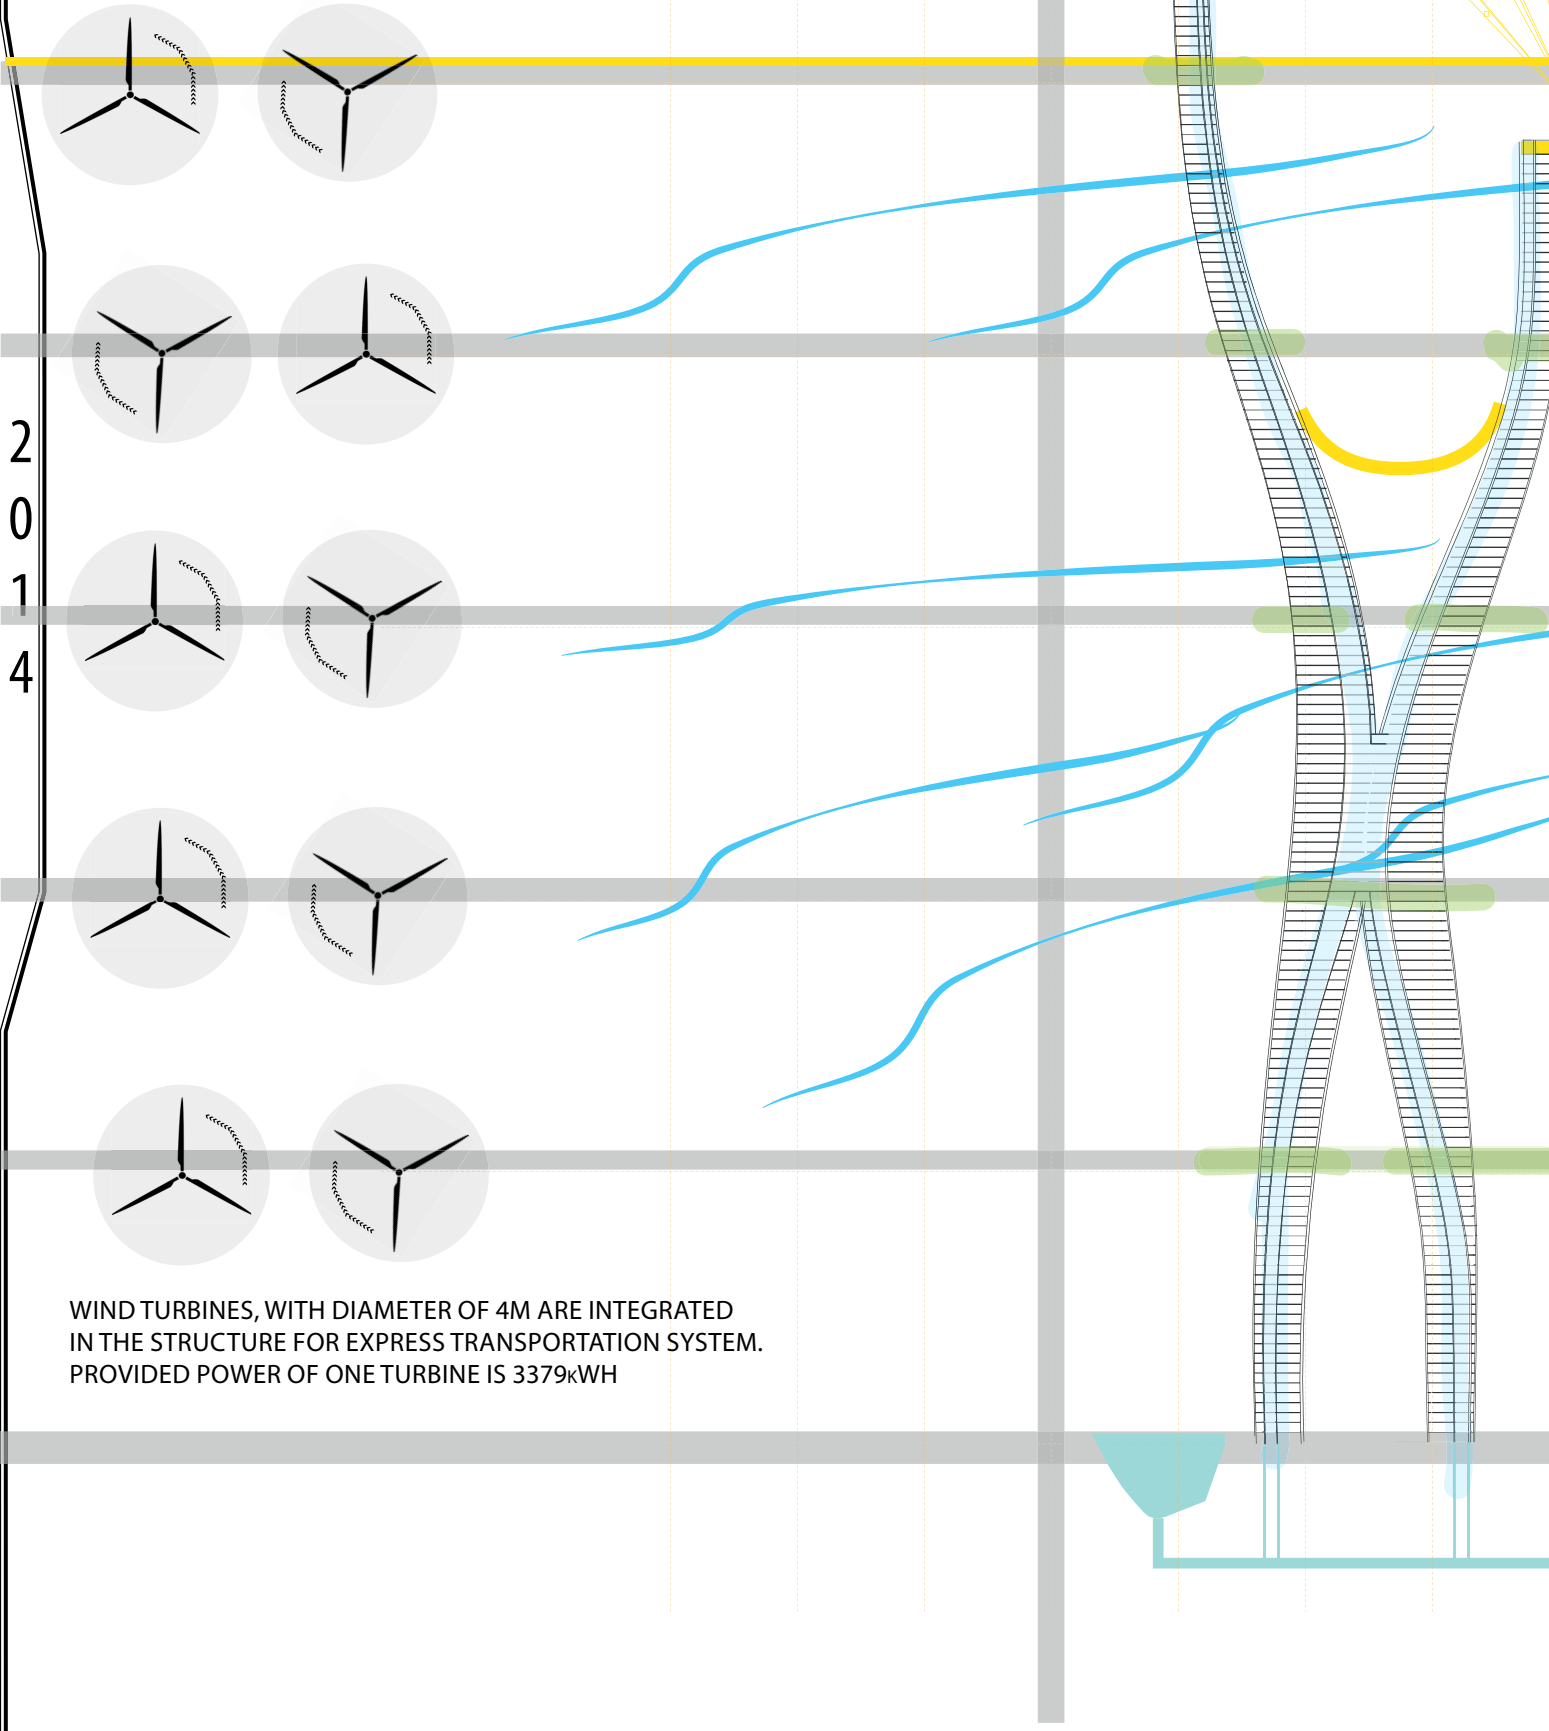 2
0
1
4
WIND TURBINES, WITH DIAMETER OF 4M ARE INTEGRATED
IN THE STRUCTURE FOR EXPRESS TRANSPORTATION SYSTEM.
PROVIDED POWER OF ONE TURBINE IS 3379KWH